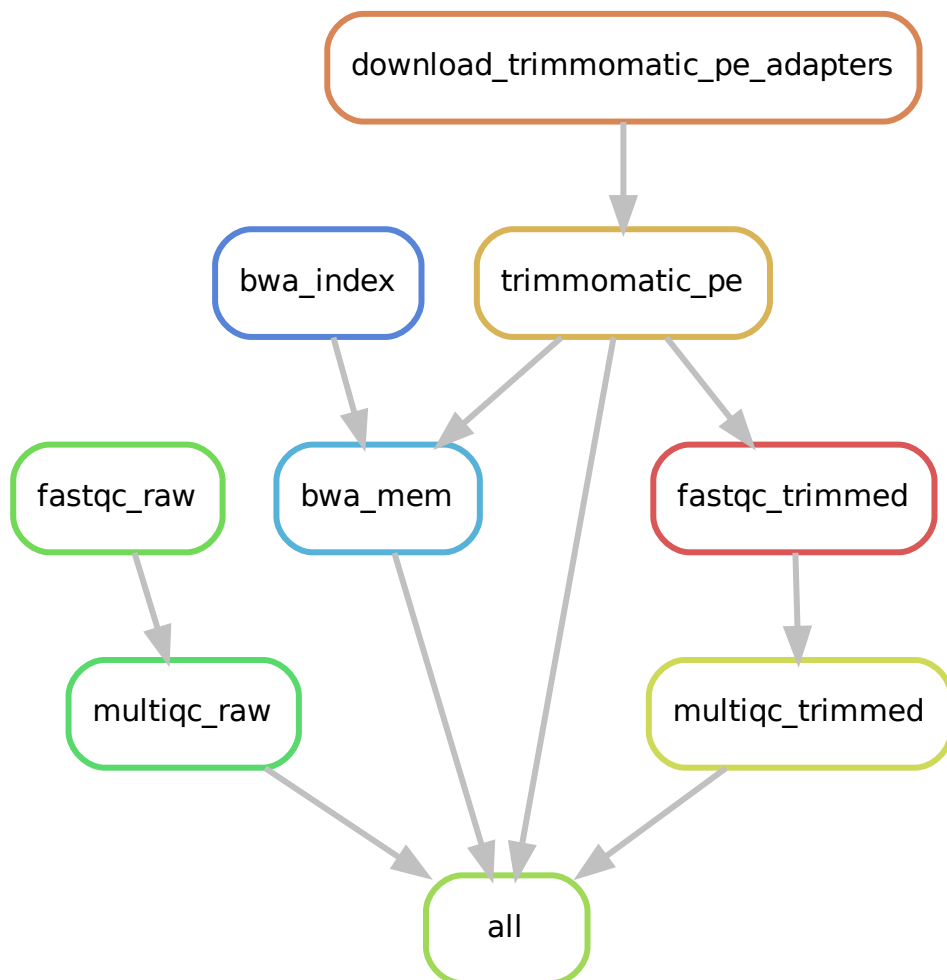 download_trimmomatic_pe_adapters
bwa_index
trimmomatic_pe
fastqc_raw
bwa_mem
fastqc_trimmed
multiqc_raw
multiqc_trimmed
all